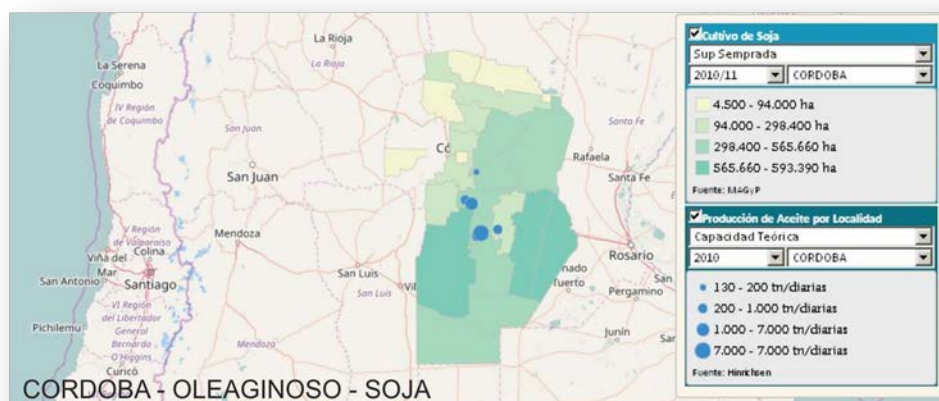 La Rioja
La Rioja
La Serena
Coquimbo
IV Región
de Coquimbo
San Juan
San Juan
Có
Santa Fe
Rafaela
Santa Fe
V Región
de Valparaíso
Viña del
Mar
Colina
San Antonio
Santiago
Mendoza
San Luis
San Luis
Rosario
nado
Tuerto
Pergamino
San
VI Región
del Libertador
General
Bernardo
O'Higgins
Pichilemu
Curicó
Mendoza
Junín
CORDOBA - OLEAGINOSO - SOJA
Cultivo de Soja
Sup Sembrada
2010/11
CORDOBA
4.500 - 94.000 ha
94.000 - 298.400 ha
298.400 - 565.660 ha
565.660 - 593.390 ha
Fuente: MAGyP
Producción de Aceite por Localidad
Capacidad Teórica
2010
CORDOBA
130 - 200 tn/diarias
200 - 1.000 tn/diarias
1.000 - 7.000 tn/diarias
7.000 - 7.000 tn/diarias
Fuente: Hinrichsen